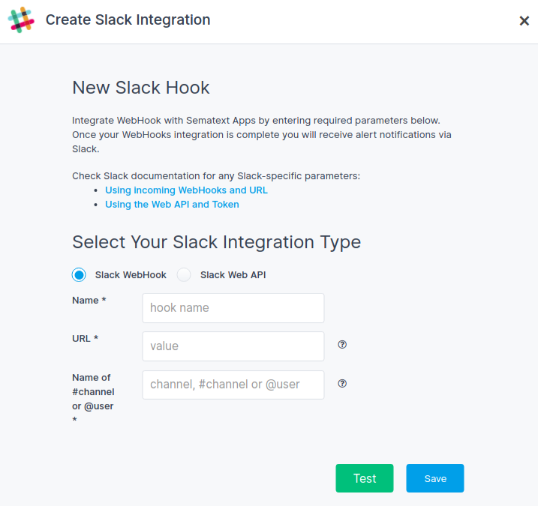 Create Slack Integration
New Slack Hook
Integrate WebHook with Sematext Apps by entering required parameters below.
Once your WebHooks integration is complete you will receive alert notifications via
Slack.
Check Slack documentation for any Slack-specific parameters:
• Using incoming WebHooks and URL
• Using the Web API and Token
Select Your Slack Integration Type
Slack WebHook Slack Web API
Name * hook name
URL * value
Name of
#channel
or @user
*
channel, #channel or @user
Test Save